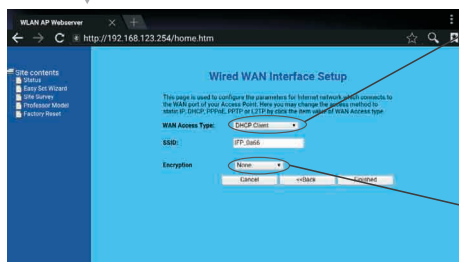 WLAN AP Webserver
http://192.168.123.254/home.htm
Site contents
Status
Easy Set Wizard
Site Survey
Professor Model
Factory Reset
Wired WAN Interface Setup
This page is used to configure the parameters for Internet network which connects to
the WAN port of your Access Point. Here you may change the access method to
static IP, DHCP, PPPoE, PPTP or L2TP by click the item value of WAN Access type.
WAN Access Type: DHCP Client
SSID: IFP_0a66
Encryption None
Cancel <<Back Finished